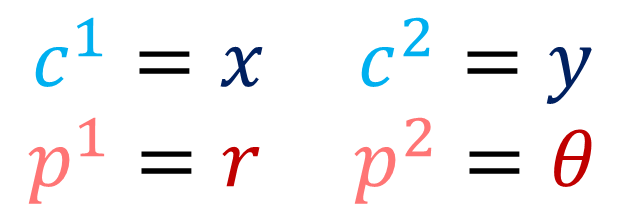 c¹ = x c² = y
p¹ = r p² = θ